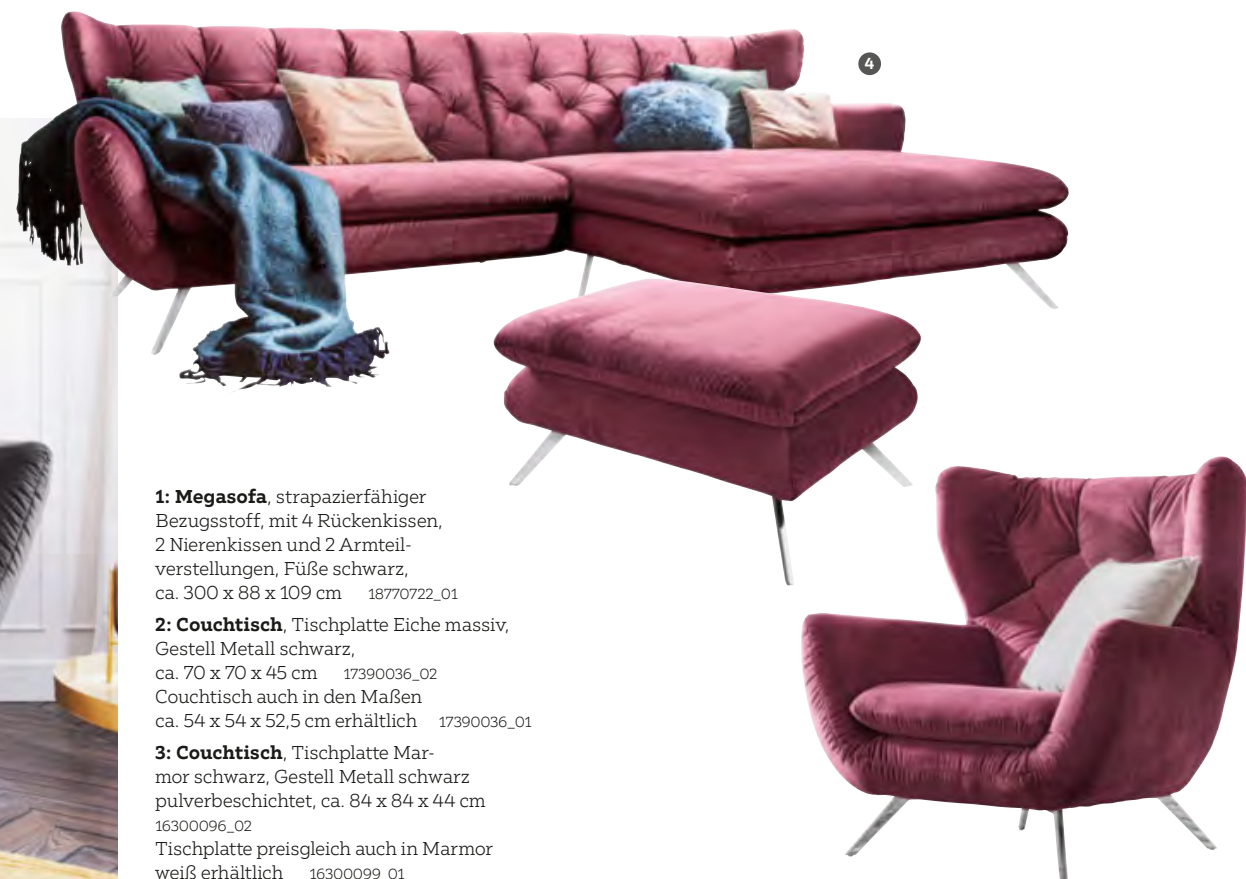 4
1: Megasofa, strapazierfähiger
Bezugsstoff, mit 4 Rückenkissen,
2 Nierenkissen und 2 Armteil-
verstellungen, Füße schwarz,
ca. 300 x 88 x 109 cm 18770722_01
2: Couchtisch, Tischplatte Eiche massiv,
Gestell Metall schwarz,
ca. 70 x 70 x 45 cm 17390036_02
Couchtisch auch in den Maßen
ca. 54 x 54 x 52,5 cm erhältlich 17390036_01
3: Couchtisch, Tischplatte Mar-
mor schwarz, Gestell Metall schwarz
pulverbeschichtet, ca. 84 x 84 x 44 cm
16300096_02
Tischplatte preisgleich auch in Marmor
weiß erhältlich 16300099_01